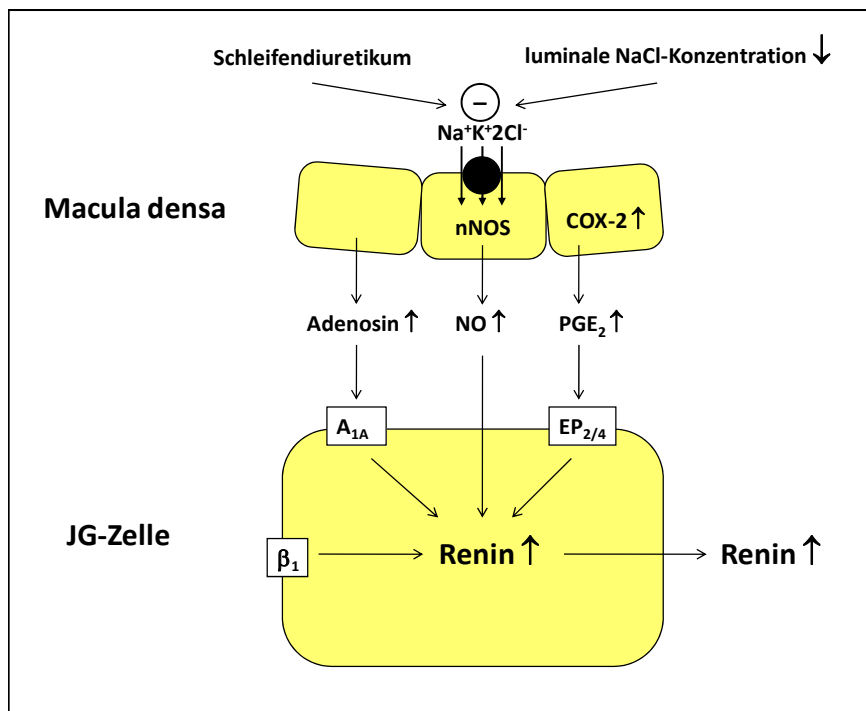 Schleifendiuretikum
luminale NaCl-Konzentration ↓
−
Na⁺K⁺2Cl⁻
Macula densa
nNOS
COX-2 ↑
Adenosin ↑
NO ↑
PGE₂ ↑
A₁A
EP₂/₄
JG-Zelle
β₁
Renin ↑
Renin ↑